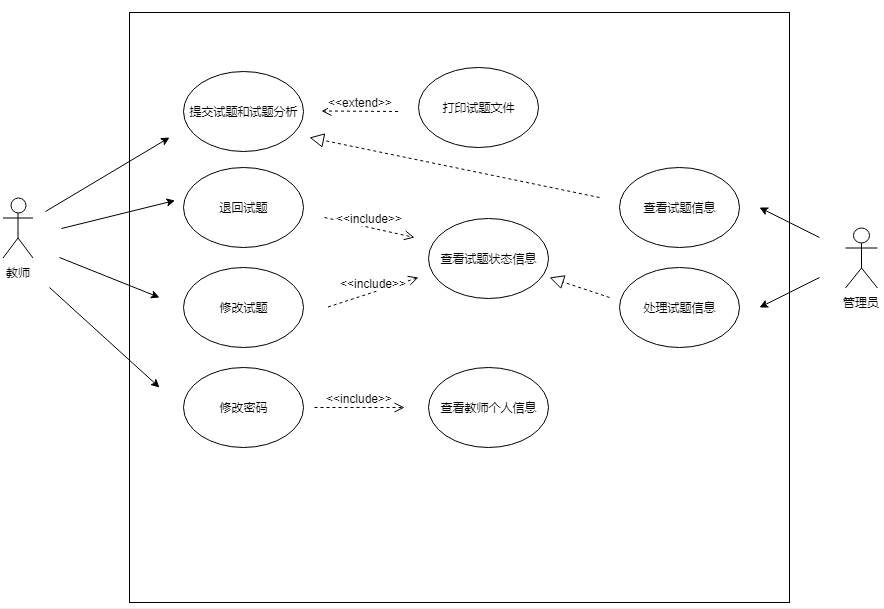 提交试题和试题分析
<<extend>>
打印试题文件
退回试题
<<include>>
查看试题信息
查看试题状态信息
教师
<<include>>
修改试题
处理试题信息
管理员
修改密码
<<include>>
查看教师个人信息